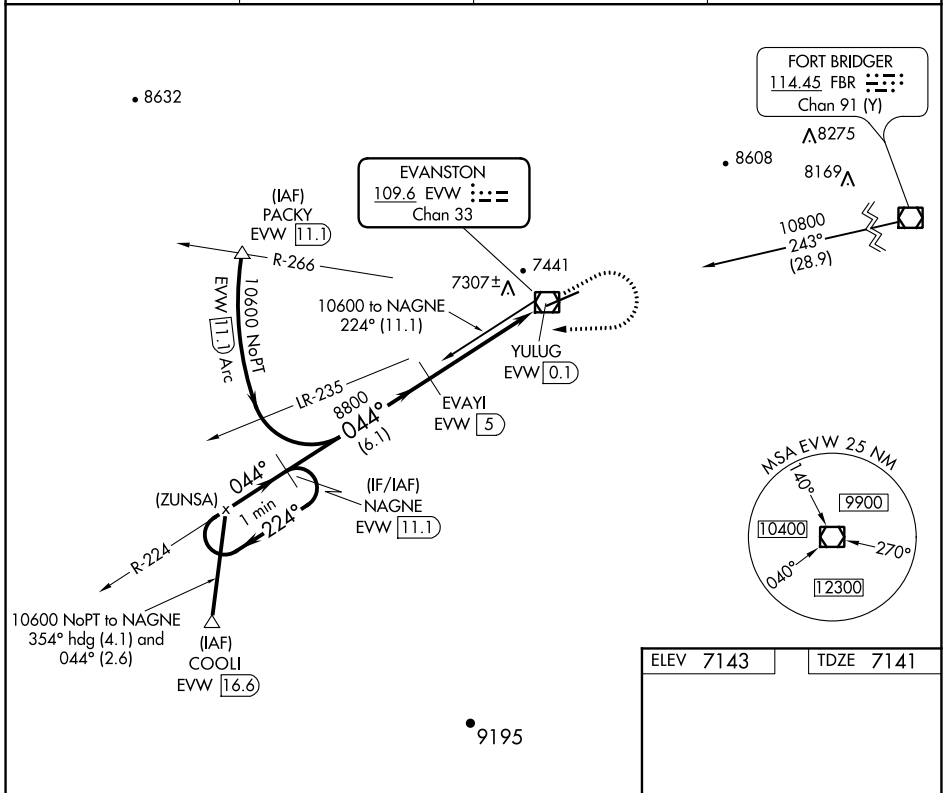 8632
FORT BRIDGER
114.45 FBR
Chan 91 (Y)
8275
8608
8169
EVANSTON
109.6 EVW
Chan 33
(IAF)
PACKY
EVW 11.1
R-266
10800
243°
(28.9)
7441
7307±
10600 NoPT
EVW 11.1 Arc
10600 to NAGNE
224° (11.1)
YULUG
EVW 0.1
LR-235
8800
044°
(6.1)
EVAYI
EVW 5
MSA EVW 25 NM
140°
9900
10400
270°
040°
12300
044°
(ZUNSA)
1 min
224°
(IF/IAF)
NAGNE
EVW 11.1
R-224
10600 NoPT to NAGNE
354° hdg (4.1) and
044° (2.6)
(IAF)
COOLI
EVW 16.6
ELEV 7143
TDZE 7141
9195